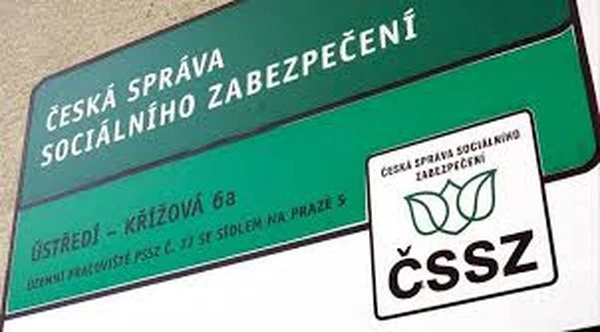 ČESKÁ SPRÁVA
SOCIÁLNÍHO ZABEZPEČENÍ
ÚSTŘEDÍ – KŘÍŽOVÁ 6a
ÚZEMNÍ PRACOVIŠTĚ PSSZ Č. 77 SE SÍDLEM NA PRAZE 5
ČESKÁ SPRÁVA SOCIÁLNÍHO
ZABEZPEČENÍ
ČSSZ